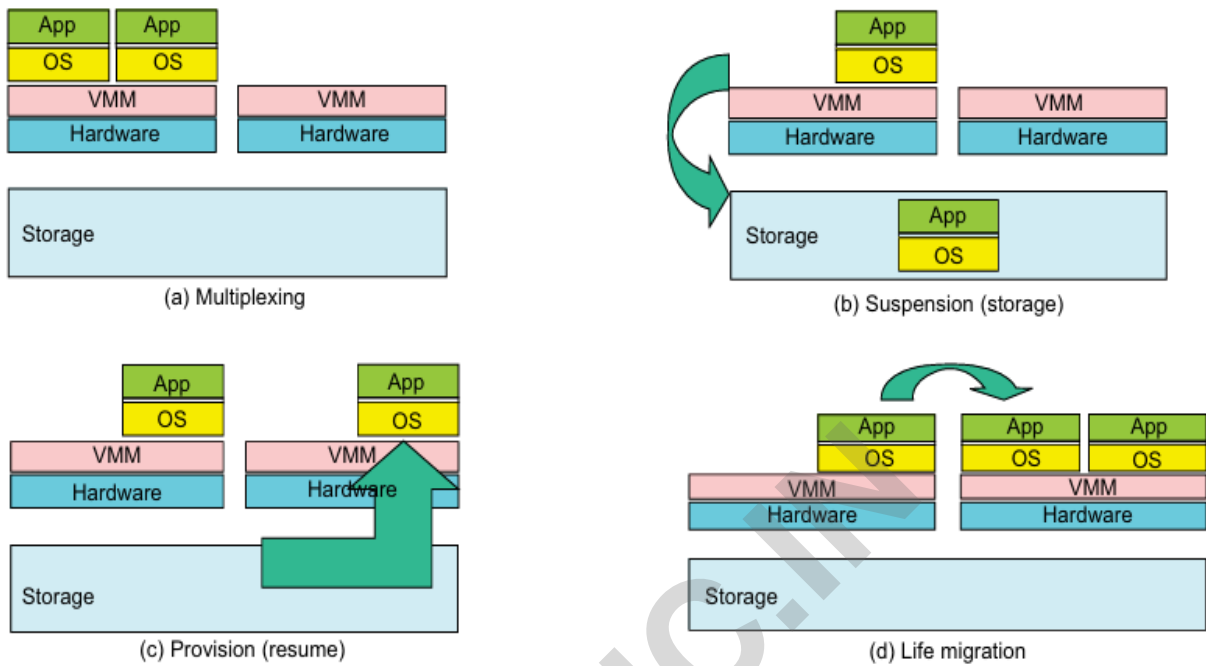 App App
OS OS
VMM VMM
Hardware Hardware
Storage
(a) Multiplexing
App
OS
VMM VMM
Hardware Hardware
App
Storage
OS
(b) Suspension (storage)
App App
OS OS
VMM VMM
Hardware Hardware
Storage
(c) Provision (resume)
App App App
OS OS OS
VMM VMM
Hardware Hardware
Storage
(d) Life migration